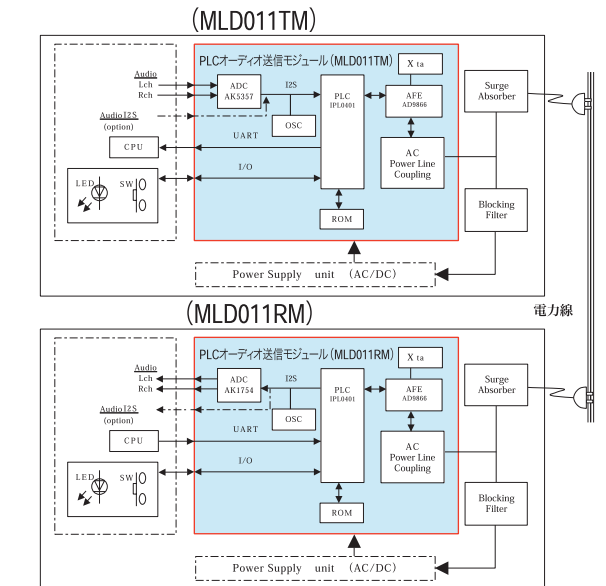 (MLD011TM)
PLCオーディオ送信モジュール(MLD011TM)
X ta
Audio
Lch
Rch
ADC
AK5357
I2S
PLC
IPL0401
AFE
AD9866
Surge
Absorber
Audio I2S
(option)
OSC
UART
CPU
AC
Power Line
Coupling
I/O
LED
SW
ROM
Blocking
Filter
Power Supply unit (AC/DC)
電力線
(MLD011RM)
PLCオーディオ送信モジュール(MLD011RM)
X ta
Audio
Lch
Rch
ADC
AK1754
I2S
PLC
IPL0401
AFE
AD9866
Surge
Absorber
Audio I2S
(option)
OSC
UART
CPU
AC
Power Line
Coupling
I/O
LED
SW
ROM
Blocking
Filter
Power Supply unit (AC/DC)